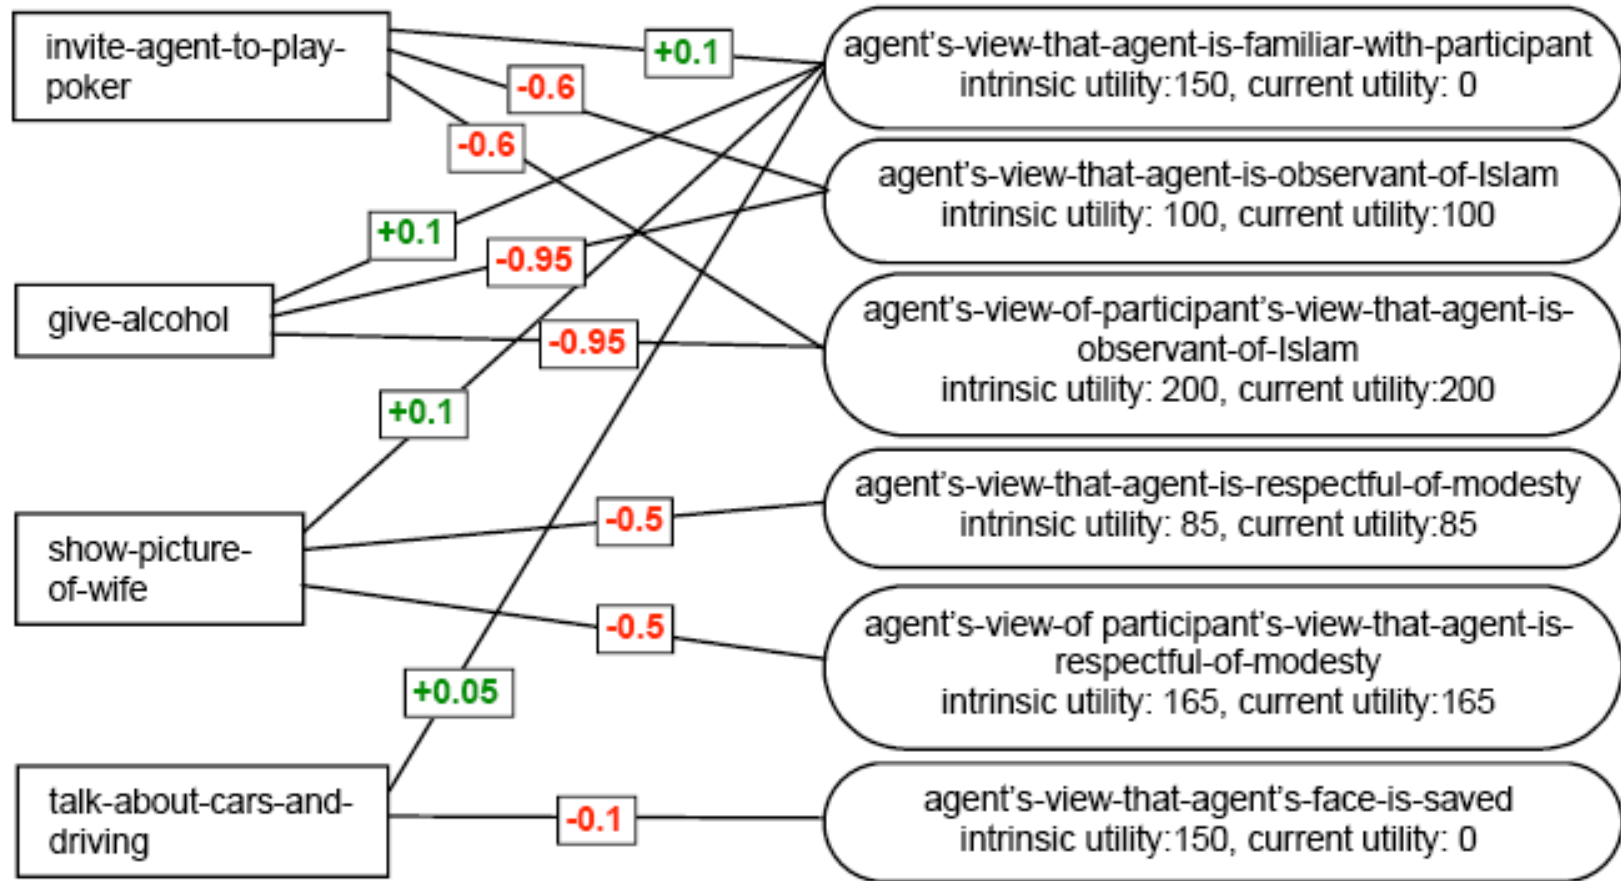 invite-agent-to-play-
poker
give-alcohol
show-picture-
of-wife
talk-about-cars-and-
driving
+0.1
-0.6
-0.6
+0.1
-0.95
-0.95
+0.1
-0.5
-0.5
+0.05
-0.1
agent's-view-that-agent-is-familiar-with-participant
intrinsic utility:150, current utility: 0
agent's-view-that-agent-is-observant-of-Islam
intrinsic utility: 100, current utility:100
agent's-view-of-participant's-view-that-agent-is-
observant-of-Islam
intrinsic utility: 200, current utility:200
agent's-view-that-agent-is-respectful-of-modesty
intrinsic utility: 85, current utility:85
agent's-view-of participant's-view-that-agent-is-
respectful-of-modesty
intrinsic utility: 165, current utility:165
agent's-view-that-agent's-face-is-saved
intrinsic utility:150, current utility: 0